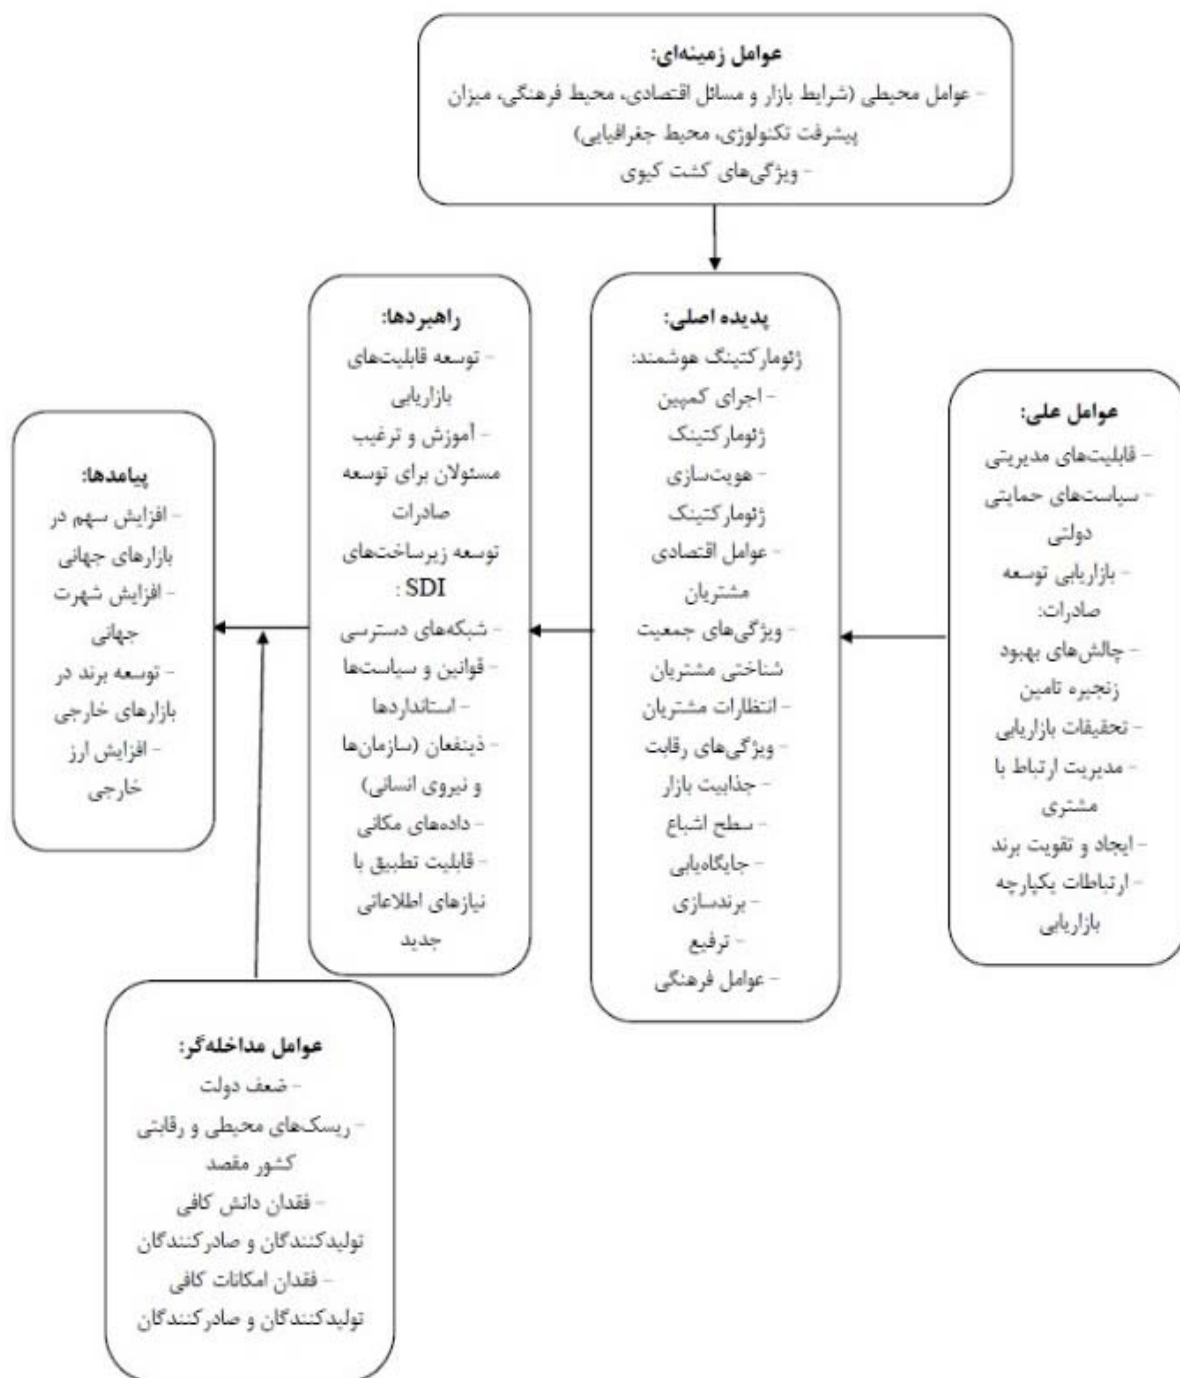 عوامل زمینه‌ای:
- عوامل محیطی (شرایط بازار و مسائل اقتصادی، محیط فرهنگی، میزان
پیشرفت تکنولوژی، محیط جغرافیایی)
- ویژگی‌های کشت کیوی
عوامل علی:
- قابلیت‌های مدیریتی
- سیاست‌های حمایتی
دولتی
- بازاریابی توسعه
صادرات:
- چالش‌های بهبود
زنجیره تامین
- تحقیقات بازاریابی
- مدیریت ارتباط با
مشتری
- ایجاد و تقویت برند
- ارتباطات یکپارچه
بازاریابی
پدیده اصلی:
ژئومارکتینگ هوشمند:
- اجرای کمپین
ژئومارکتینک
- هویت‌سازی
ژئومارکتینک
- عوامل اقتصادی
مشتریان
- ویژگی‌های جمعیت
شناختی مشتریان
- انتظارات مشتریان
- ویژگی‌های رقابت
- جذابیت بازار
- سطح اشباع
- جایگاه‌یابی
- برندسازی
- ترفیع
- عوامل فرهنگی
راهبردها:
- توسعه قابلیت‌های
بازاریابی
- آموزش و ترغیب
مسئولان برای توسعه
صادرات
توسعه زیرساخت‌های
SDI :
- شبکه‌های دسترسی
- قوانین و سیاست‌ها
- استانداردها
- ذینفعان (سازمان‌ها
و نیروی انسانی)
- داده‌های مکانی
- قابلیت تطبیق با
نیازهای اطلاعاتی
جدید
پیامدها:
- افزایش سهم در
بازارهای جهانی
- افزایش شهرت
جهانی
- توسعه برند در
بازارهای خارجی
- افزایش ارز
خارجی
عوامل مداخله‌گر:
- ضعف دولت
- ریسک‌های محیطی و رقابتی
کشور مقصد
- فقدان دانش کافی
تولیدکنندگان و صادرکنندگان
- فقدان امکانات کافی
تولیدکنندگان و صادرکنندگان